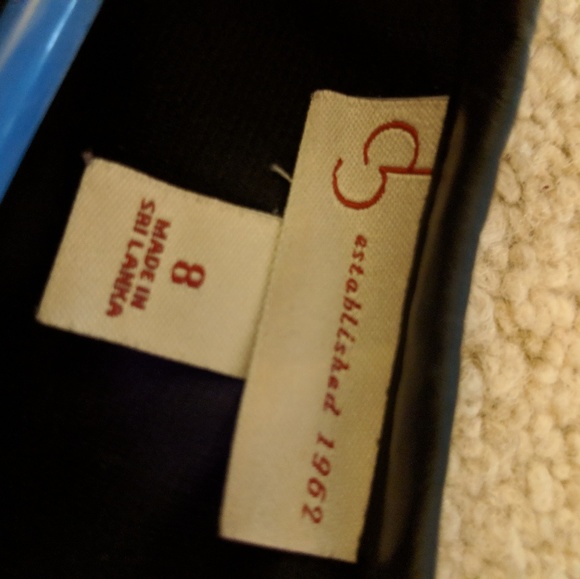 established 1962
8
MADE IN
SRI LANKA